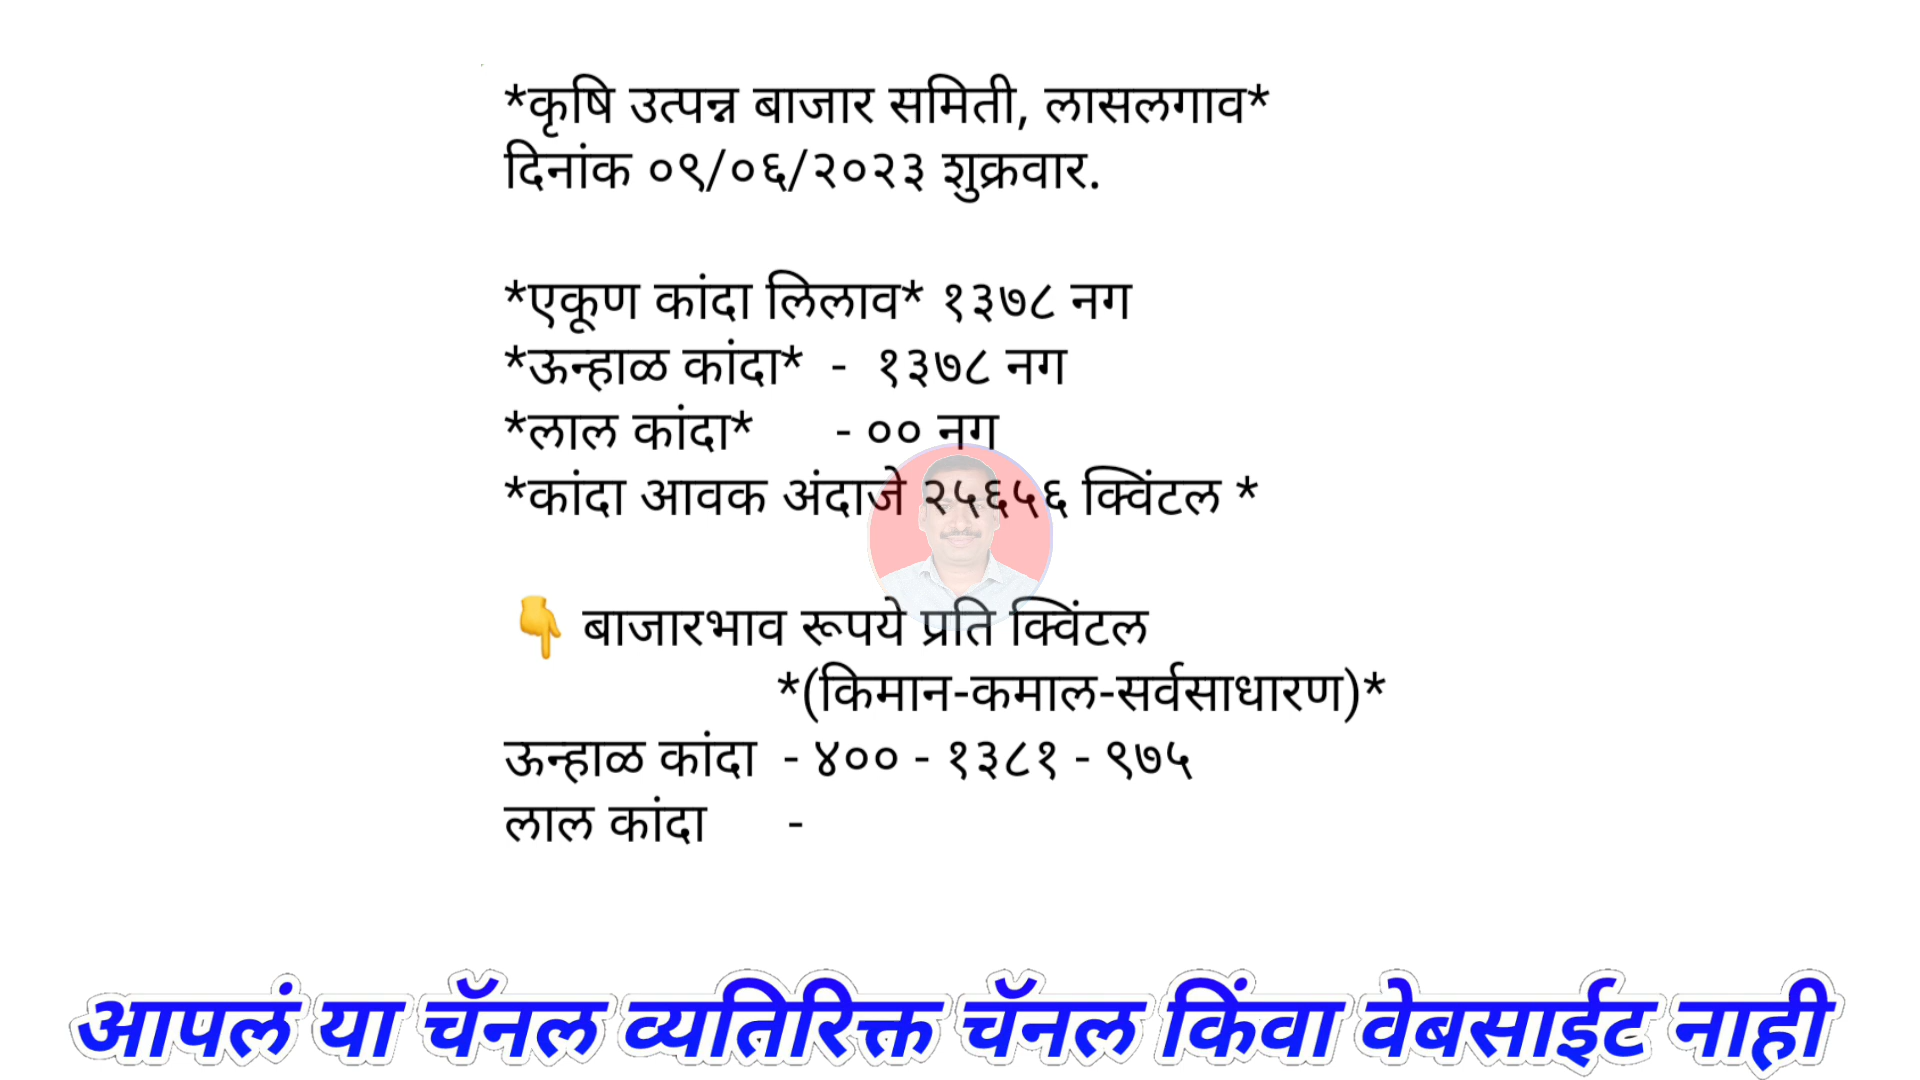 *कृषि उत्पन्न बाजार समिती, लासलगाव*
दिनांक ०९/०६/२०२३ शुक्रवार.
*एकूण कांदा लिलाव* १३७८ नग
*ऊन्हाळ कांदा* - १३७८ नग
*लाल कांदा* - ०० नग
*कांदा आवक अंदाजे २५६५६ क्विंटल *
👇 बाजारभाव रूपये प्रति क्विंटल
*(किमान-कमाल-सर्वसाधारण)*
ऊन्हाळ कांदा - ४०० - १३८१ - ९७५
लाल कांदा -
आपलं या चॅनल व्यतिरिक्त चॅनल किंवा वेबसाईट नाही